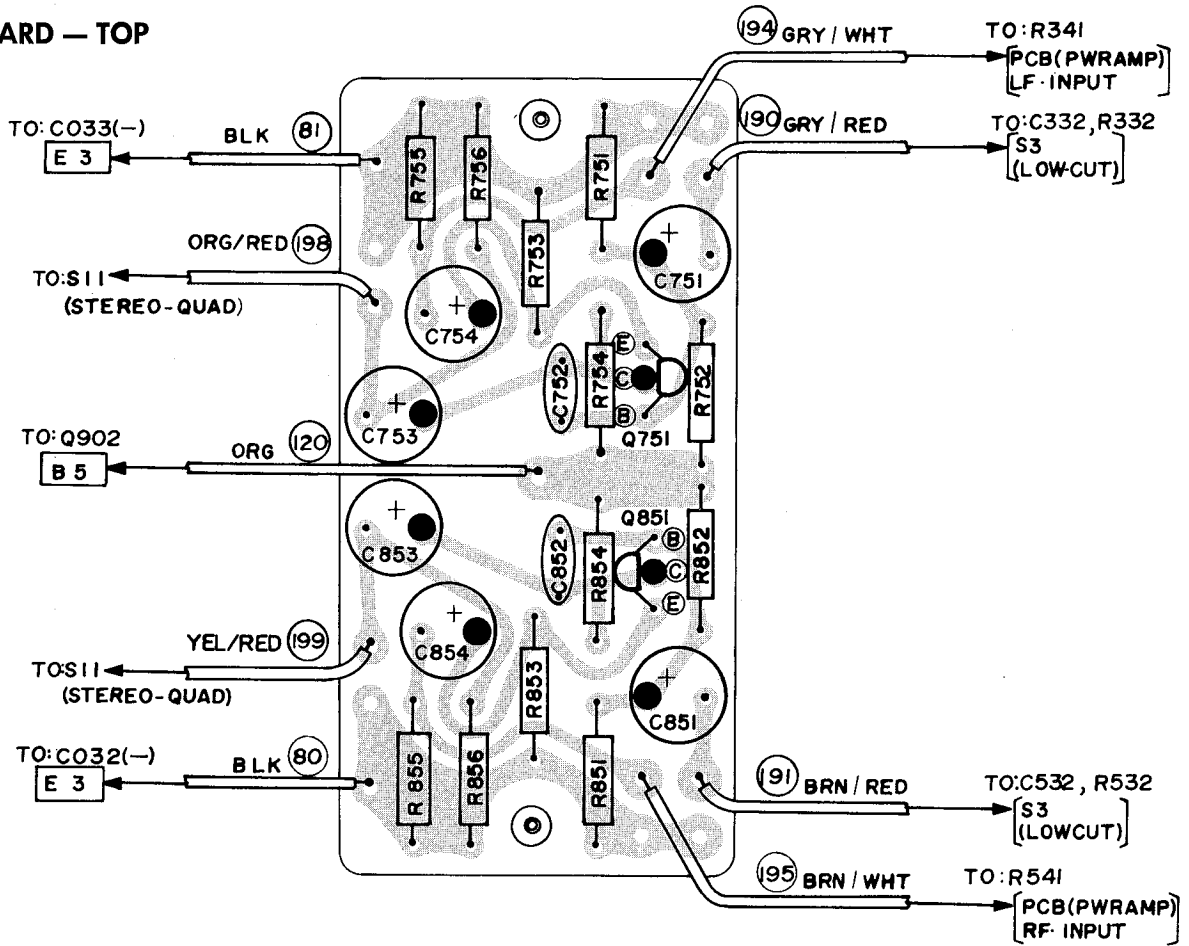 ARD — TOP
194 GRY / WHT
TO:R341
PCB(PWRAMP)
LF·INPUT
TO:C033(-)
E 3
BLK
81
190 GRY / RED
TO:C332, R332
S3
(LOW-CUT)
R755
R756
R751
R753
ORG/RED 198
TO:S11
(STEREO-QUAD)
+
C751
+
C754
E
C
B
C752
R754
R752
+
C753
Q751
TO:Q902
B 5
ORG
120
+
C853
Q851
B
C
E
C852
R854
R852
+
C854
YEL/RED 199
TO:S11
(STEREO-QUAD)
R853
+
C851
TO:C032(-)
E 3
BLK
80
R855
R856
R851
191 BRN / RED
TO:C532, R532
S3
(LOWCUT)
195 BRN / WHT
TO:R541
PCB(PWRAMP)
RF· INPUT